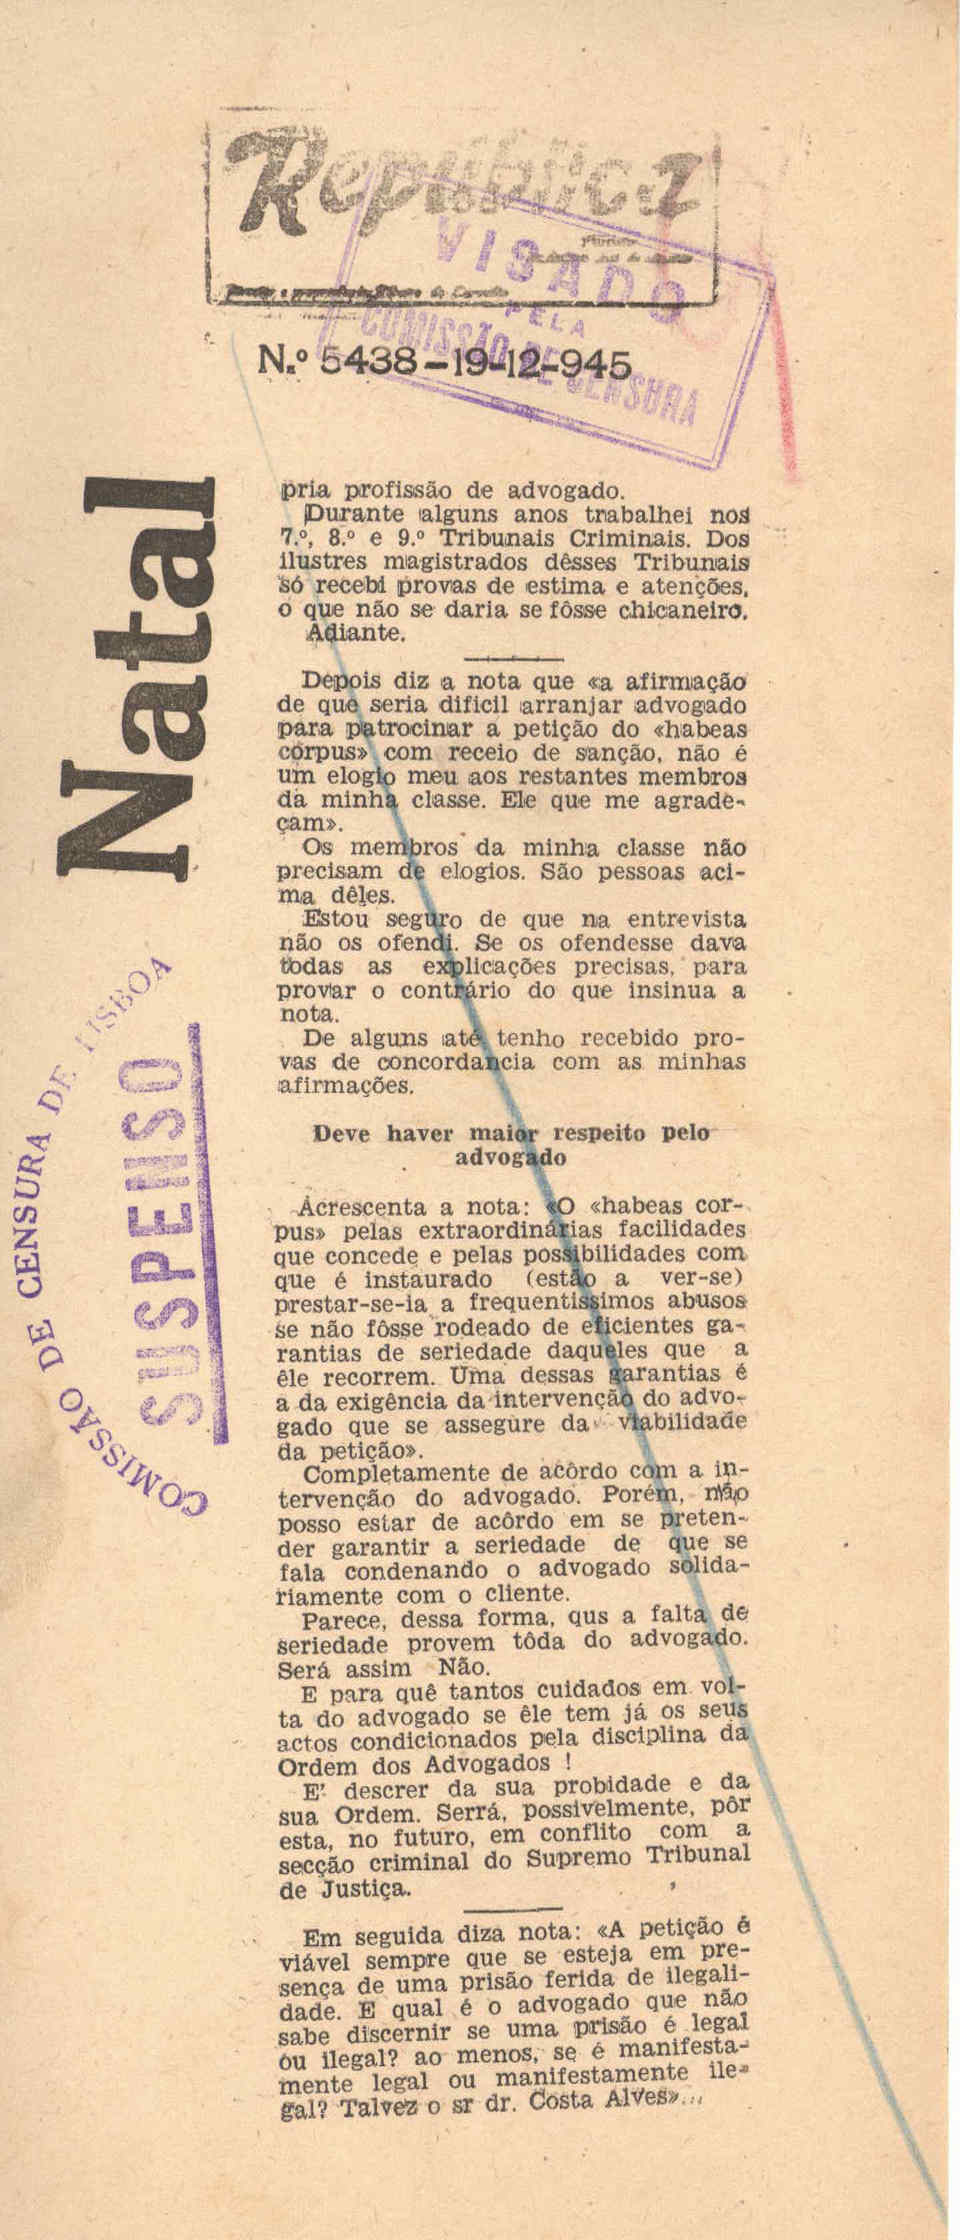 República
VISADO
PELA
COMISSÃO DE CENSURA
N.º 5438-19-12-945
Natal
COMISSÃO DE CENSURA DE LISBOA
SUSPENSO
pria profissão de advogado.
Durante alguns anos trabalhei nos
7.º, 8.º e 9.º Tribunais Criminais. Dos
ilustres magistrados dêsses Tribunais
só recebi provas de estima e atenções,
o que não se daria se fôsse chicaneiro.
Adiante.
Depois diz a nota que «a afirmação
de que seria dificil arranjar advogado
para patrocinar a petição do «habeas
corpus» com receio de sanção, não é
um elogio meu aos restantes membros
da minha classe. Ele que me agrade-
çam».
Os membros da minha classe não
precisam de elogios. São pessoas aci-
ma dêles.
Estou seguro de que na entrevista
não os ofendi. Se os ofendesse dava
todas as explicações precisas, para
provar o contrário do que insinua a
nota.
De alguns até tenho recebido pro-
vas de concordancia com as minhas
afirmações.
Deve haver maior respeito pelo
advogado
Acrescenta a nota: «O «habeas cor-
pus» pelas extraordinárias facilidades
que concede e pelas possibilidades com
que é instaurado (estão a ver-se)
prestar-se-ia a frequentissimos abusos
se não fôsse rodeado de eficientes ga-
rantias de seriedade daqueles que a
êle recorrem. Uma dessas garantias é
a da exigência da intervenção do advo-
gado que se assegure da viabilidade
da petição».
Completamente de acôrdo com a in-
tervenção do advogado. Porém, não
posso estar de acôrdo em se preten-
der garantir a seriedade de que se
fala condenando o advogado solida-
riamente com o cliente.
Parece, dessa forma, qus a falta de
seriedade provem tôda do advogado.
Será assim Não.
E para quê tantos cuidados em vol-
ta do advogado se êle tem já os seus
actos condicionados pela disciplina da
Ordem dos Advogados !
E' descrer da sua probidade e da
sua Ordem. Serrá, possivelmente, pôr
esta, no futuro, em conflito com a
secção criminal do Supremo Tribunal
de Justiça.
Em seguida diza nota: «A petição é
viável sempre que se esteja em pre-
sença de uma prisão ferida de ilegali-
dade. E qual é o advogado que não
sabe discernir se uma prisão é legal
ou ilegal? ao menos, se é manifesta-
mente legal ou manifestamente ile-
gal? Talvez o sr dr. Costa Alves»...